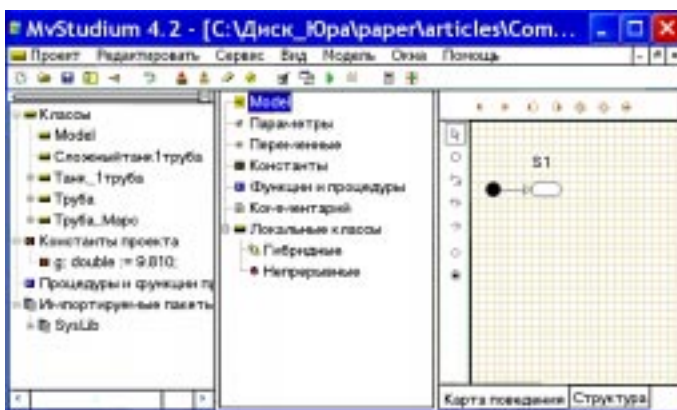 MvStudium 4.2 - [C:\Диск_Юра\paper\articles\Com...
Проект Редактировать Сервис Вид Модель Окна Помощь
Классы
Model
СложныйТанк1труба
Танк_1труба
Труба
Труба_Маро
Константы проекта
g: double := 9.810;
Процедуры и функции п
Импортируемые пакеты
SysLib
Model
Параметры
Переменные
Константы
Функции и процедуры
Комментарий
Локальные классы
Гибридные
Непрерывные
S1
Карта поведения Структура